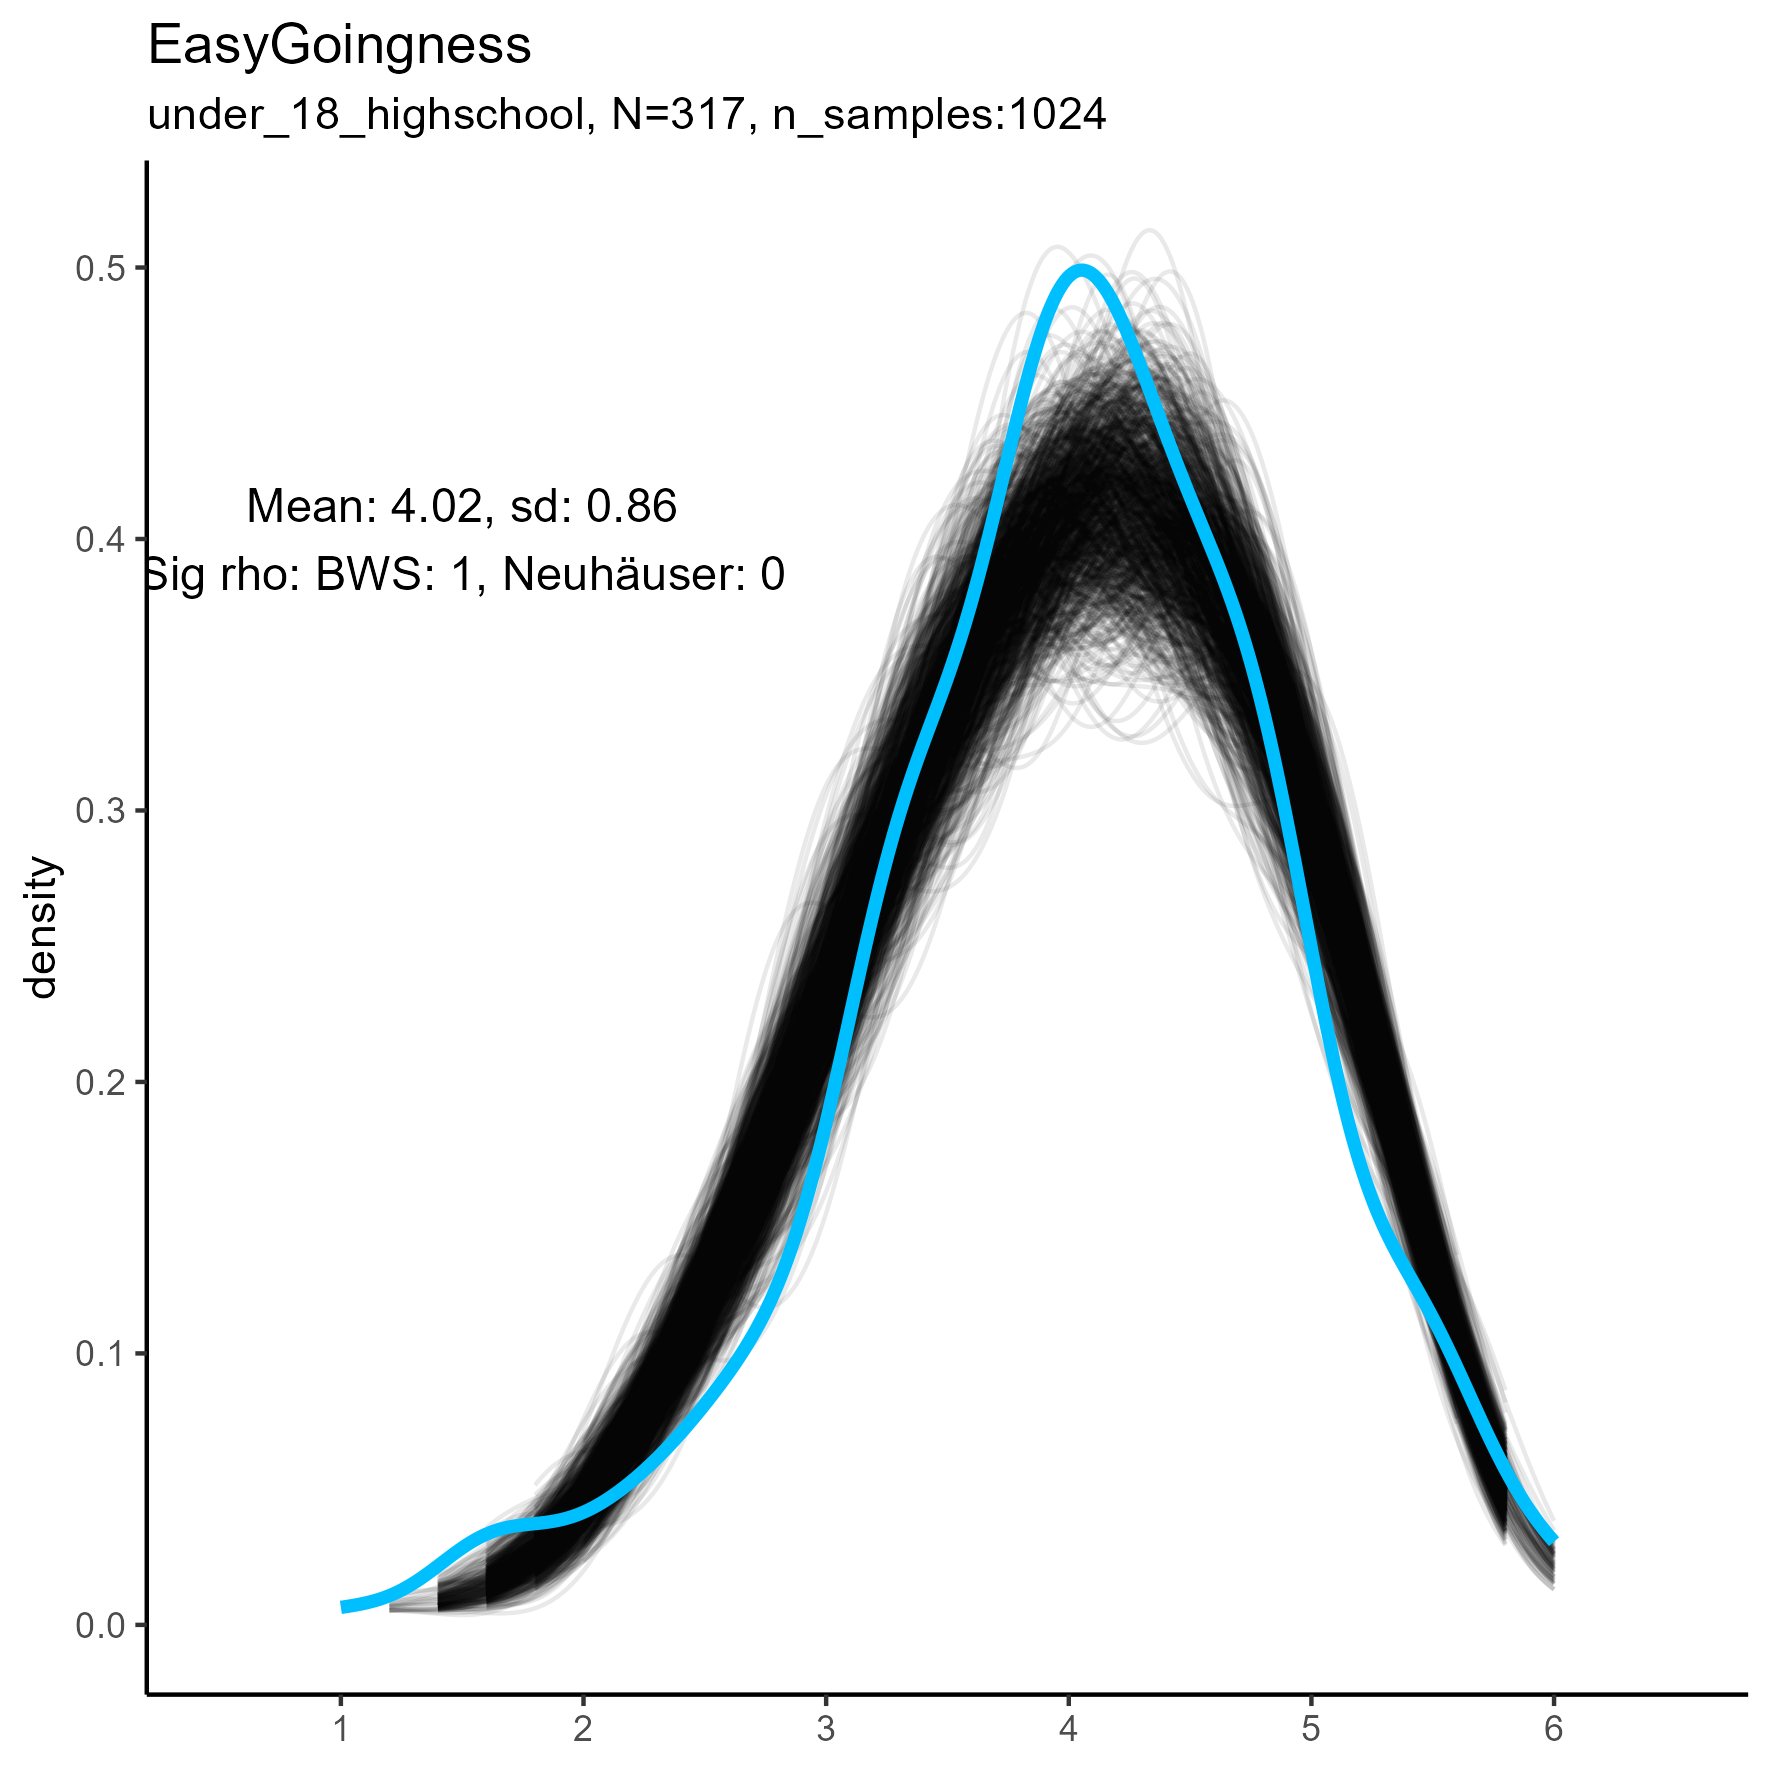 EasyGoingness
under_18_highschool, N=317, n_samples:1024
0.5
Mean: 4.02, sd: 0.86
0.4
Sig rho: BWS: 1, Neuhäuser: 0
0.3
density
0.2
0.1
0.0
1 2 3 4 5 6